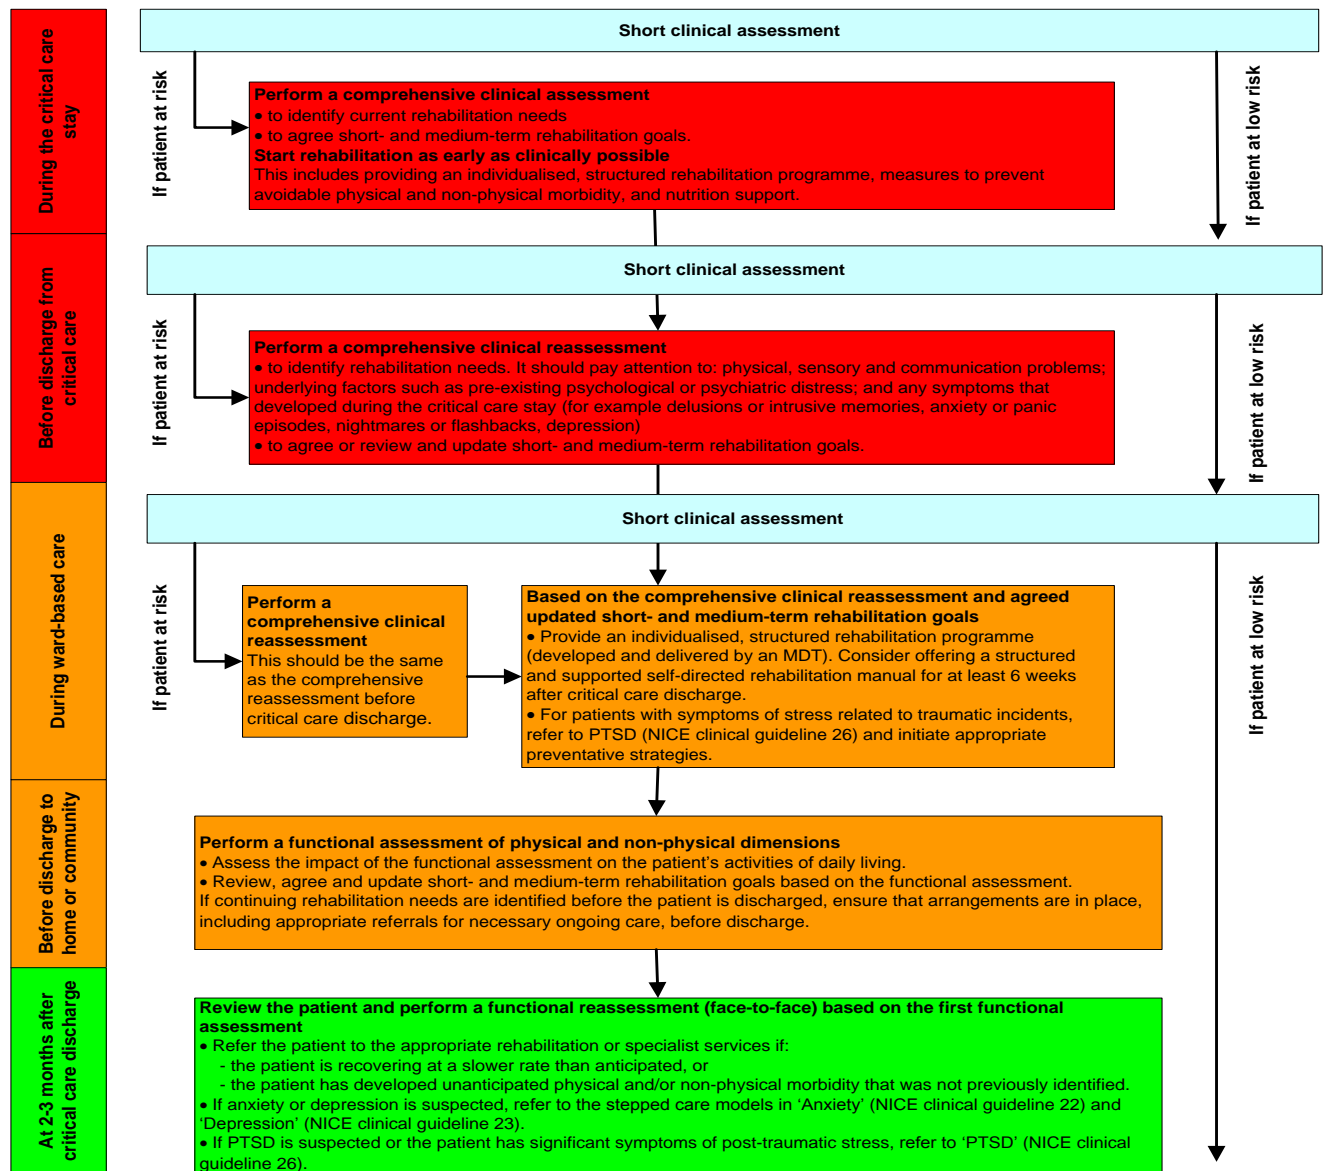 Short clinical assessment
During the critical care
stay
If patient at risk
Perform a comprehensive clinical assessment
• to identify current rehabilitation needs
• to agree short- and medium-term rehabilitation goals.
Start rehabilitation as early as clinically possible
This includes providing an individualised, structured rehabilitation programme, measures to prevent
avoidable physical and non-physical morbidity, and nutrition support.
If patient at low risk
Short clinical assessment
Before discharge from
critical care
If patient at risk
Perform a comprehensive clinical reassessment
• to identify rehabilitation needs. It should pay attention to: physical, sensory and communication problems;
underlying factors such as pre-existing psychological or psychiatric distress; and any symptoms that
developed during the critical care stay (for example delusions or intrusive memories, anxiety or panic
episodes, nightmares or flashbacks, depression)
• to agree or review and update short- and medium-term rehabilitation goals.
If patient at low risk
Short clinical assessment
During ward-based care
If patient at risk
Perform a
comprehensive clinical
reassessment
This should be the same
as the comprehensive
reassessment before
critical care discharge.
Based on the comprehensive clinical reassessment and agreed
updated short- and medium-term rehabilitation goals
• Provide an individualised, structured rehabilitation programme
(developed and delivered by an MDT). Consider offering a structured
and supported self-directed rehabilitation manual for at least 6 weeks
after critical care discharge.
• For patients with symptoms of stress related to traumatic incidents,
refer to PTSD (NICE clinical guideline 26) and initiate appropriate
preventative strategies.
If patient at low risk
Before discharge to
home or community
Perform a functional assessment of physical and non-physical dimensions
• Assess the impact of the functional assessment on the patient's activities of daily living.
• Review, agree and update short- and medium-term rehabilitation goals based on the functional assessment.
If continuing rehabilitation needs are identified before the patient is discharged, ensure that arrangements are in place,
including appropriate referrals for necessary ongoing care, before discharge.
At 2-3 months after
critical care discharge
Review the patient and perform a functional reassessment (face-to-face) based on the first functional
assessment
• Refer the patient to the appropriate rehabilitation or specialist services if:
- the patient is recovering at a slower rate than anticipated, or
- the patient has developed unanticipated physical and/or non-physical morbidity that was not previously identified.
• If anxiety or depression is suspected, refer to the stepped care models in 'Anxiety' (NICE clinical guideline 22) and
'Depression' (NICE clinical guideline 23).
• If PTSD is suspected or the patient has significant symptoms of post-traumatic stress, refer to 'PTSD' (NICE clinical
guideline 26).